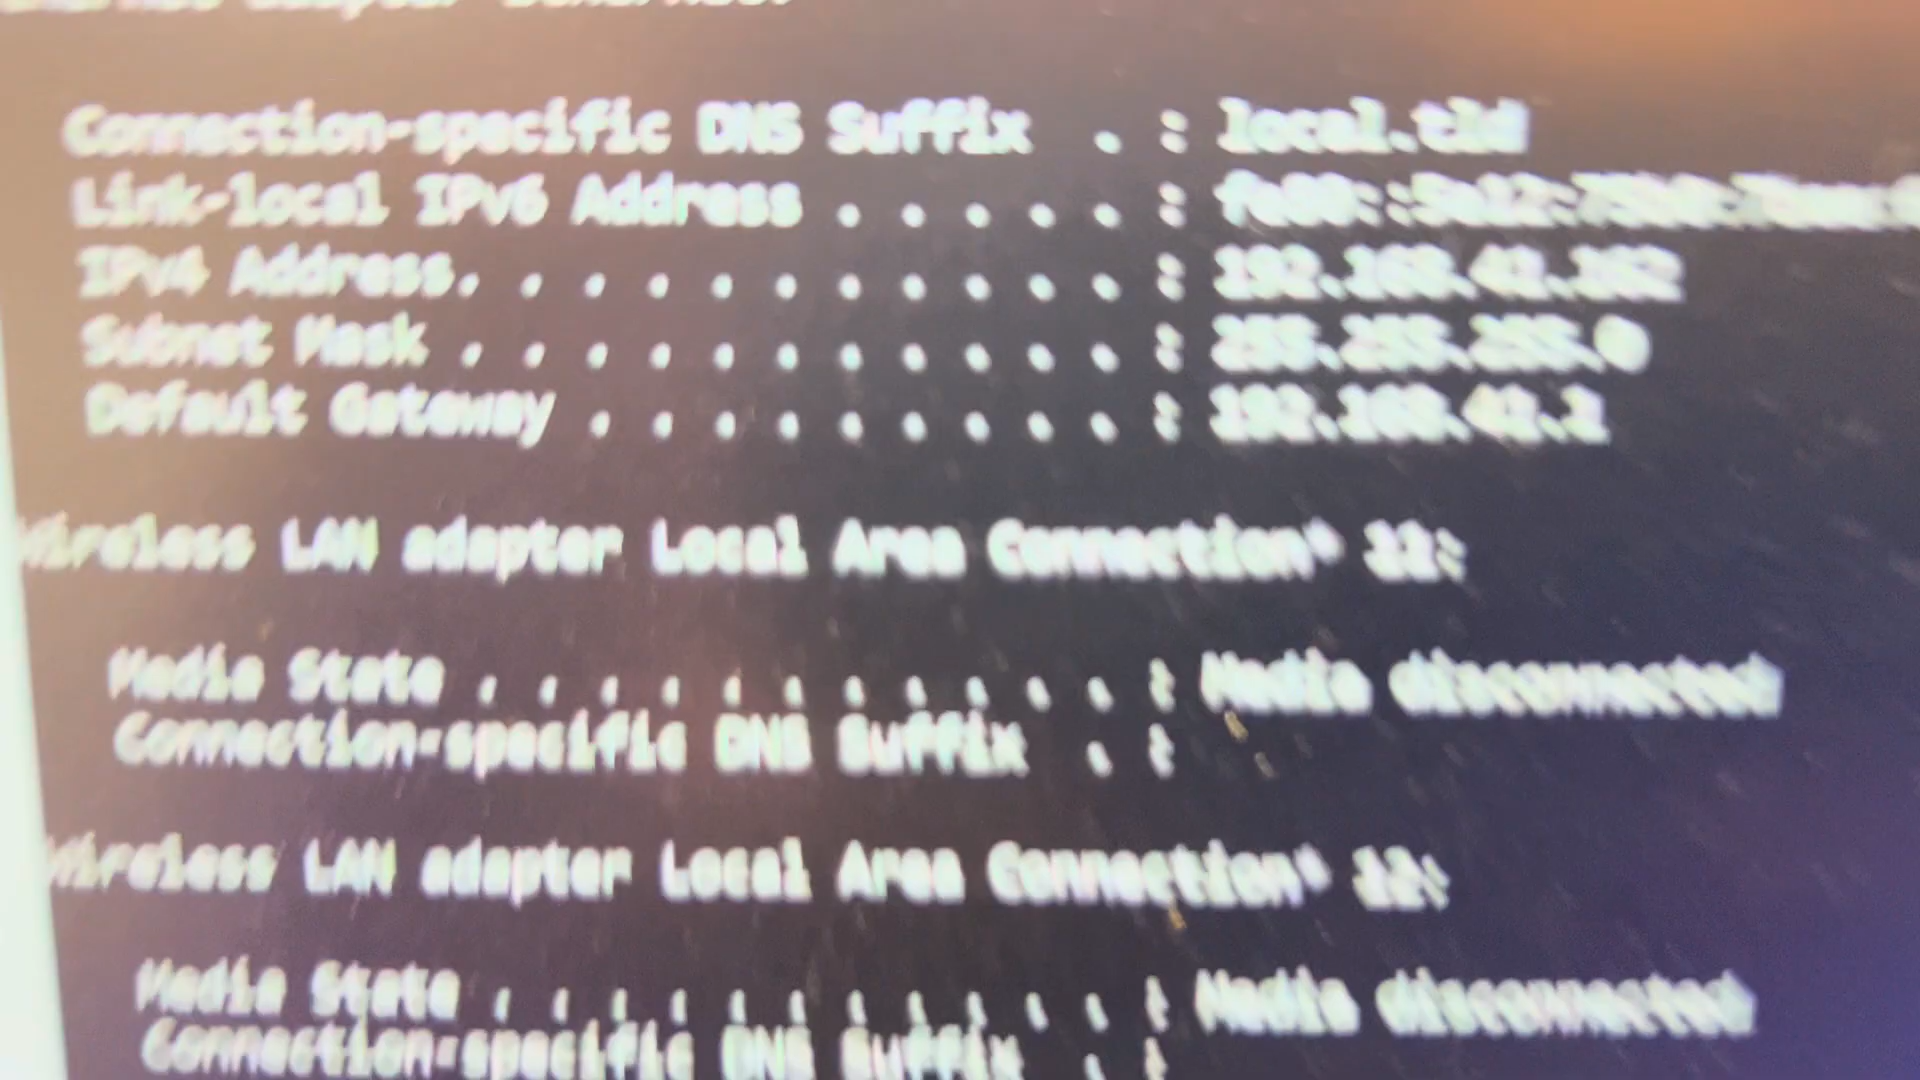 Connection-specific DNS Suffix . : local.tld
Link-local IPv6 Address . . . . . :
IPv4 Address. . . . . . . . . . . :
Subnet Mask . . . . . . . . . . . : 255.255.255.0
Default Gateway . . . . . . . . . :
Wireless LAN adapter Local Area Connection* 11:
Media State . . . . . . . . . . . : Media disconnected
Connection-specific DNS Suffix . :
Wireless LAN adapter Local Area Connection* 12:
Media State . . . . . . . . . . . : Media disconnected
Connection-specific DNS Suffix . :